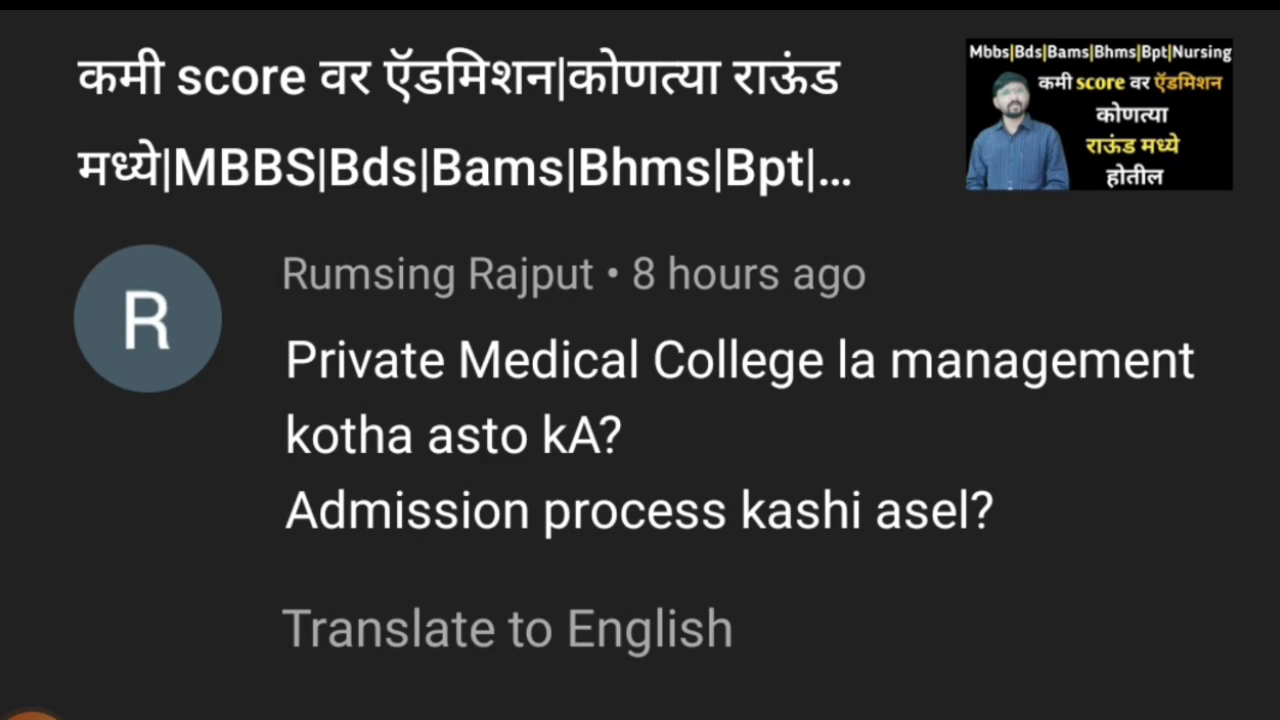 कमी score वर ऍडमिशन|कोणत्या राऊंड
मध्ये|MBBS|Bds|Bams|Bhms|Bpt|...
Mbbs|Bds|Bams|Bhms|Bpt|Nursing
कमी score वर ऍडमिशन
कोणत्या
राऊंड मध्ये
होतील
R
Rumsing Rajput • 8 hours ago
Private Medical College la management
kotha asto kA?
Admission process kashi asel?
Translate to English